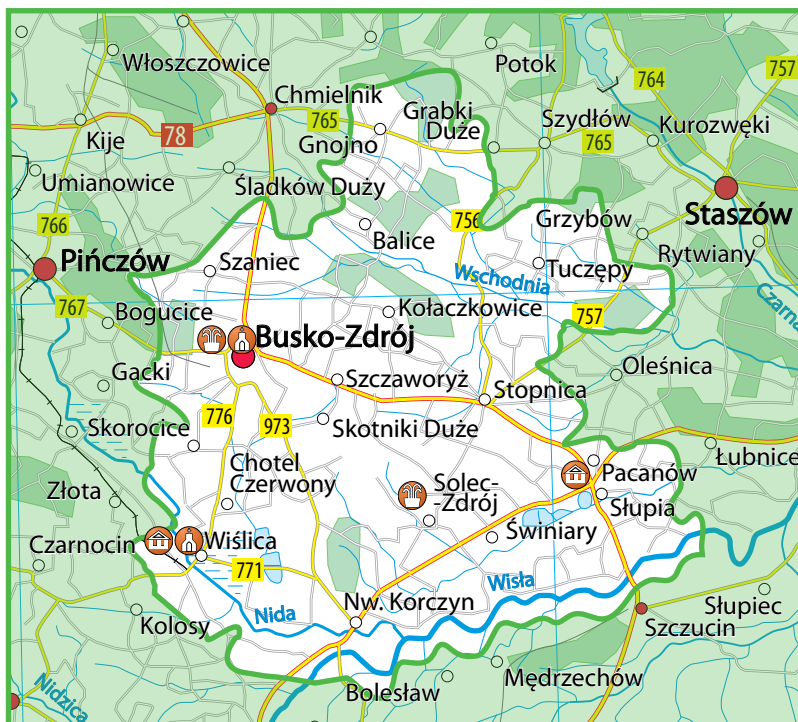 Włoszczowice
Potok
764
757
Chmielnik
765
Grabki
Duże
Szydłów
765
Kurozwęki
Kije
78
Gnojno
Umianowice
Śladków Duży
Staszów
766
756
Grzybów
Balice
Rytwiany
Pińczów
Szaniec
Wschodnia
Tuczępy
Czarna
767
Bogucice
Kołaczkowice
757
Busko-Zdrój
Oleśnica
Gacki
Szczaworyż
Stopnica
776
973
Skorocice
Skotniki Duże
Łubnice
Chotel
Czerwony
Solec-
-Zdrój
Pacanów
Słupia
Złota
Świniary
Czarnocin
Wiślica
771
Wisła
Nida
Nw. Korczyn
Słupiec
Kolosy
Szczucin
Mędrzechów
Nidzica
Bolesław